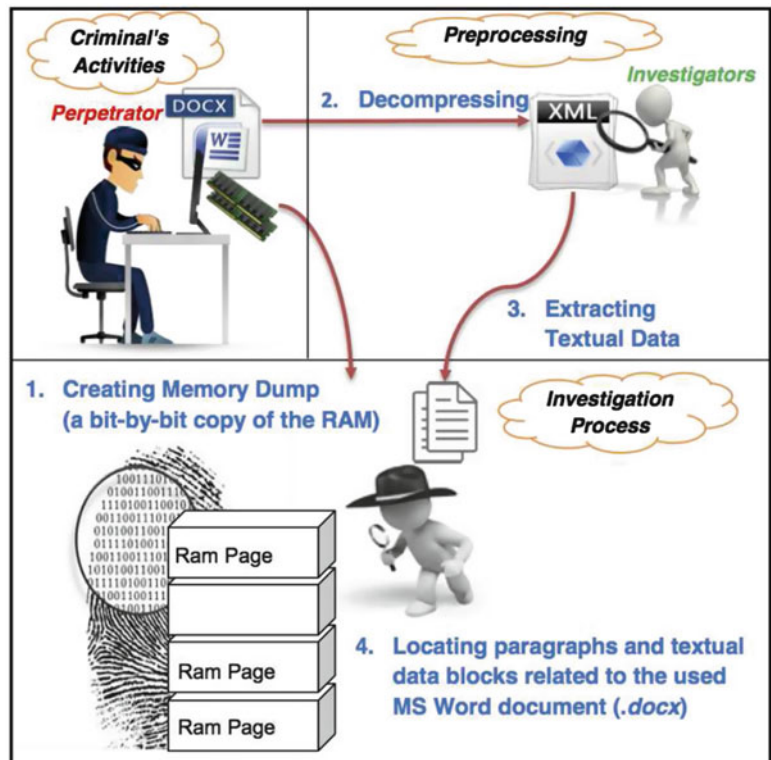 Criminal's
Activities
Perpetrator
DOCX
W
Preprocessing
Investigators
2. Decompressing
XML
3. Extracting
Textual Data
1. Creating Memory Dump
(a bit-by-bit copy of the RAM)
Investigation
Process
Ram Page
Ram Page
Ram Page
4. Locating paragraphs and textual
data blocks related to the used
MS Word document (.docx)